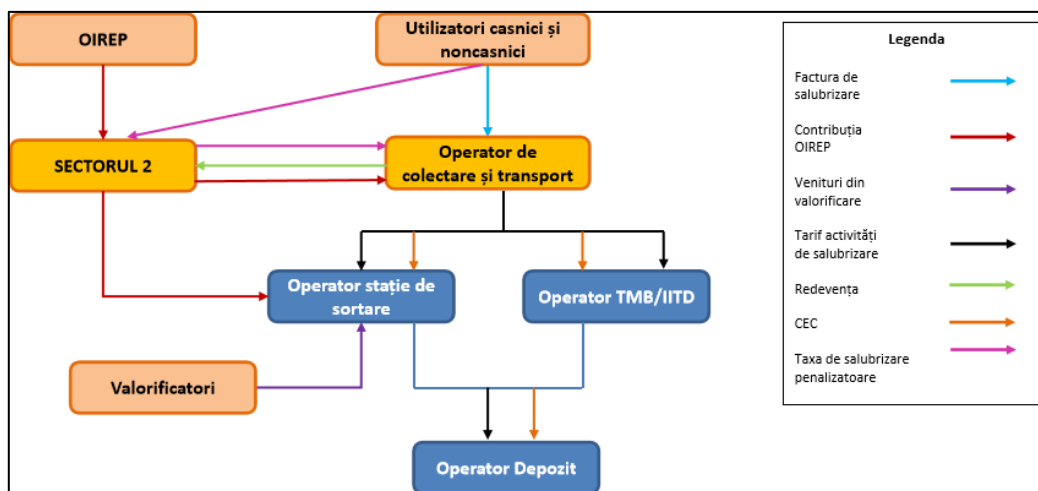 OIREP
Utilizatori casnici și
noncasnici
SECTORUL 2
Operator de
colectare și transport
Operator stație de
sortare
Operator TMB/IITD
Valorificatori
Operator Depozit
Legenda
Factura de
salubrizare
Contribuția
OIREP
Venituri din
valorificare
Tarif activități
de salubrizare
Redevența
CEC
Taxa de salubrizare
penalizatoare